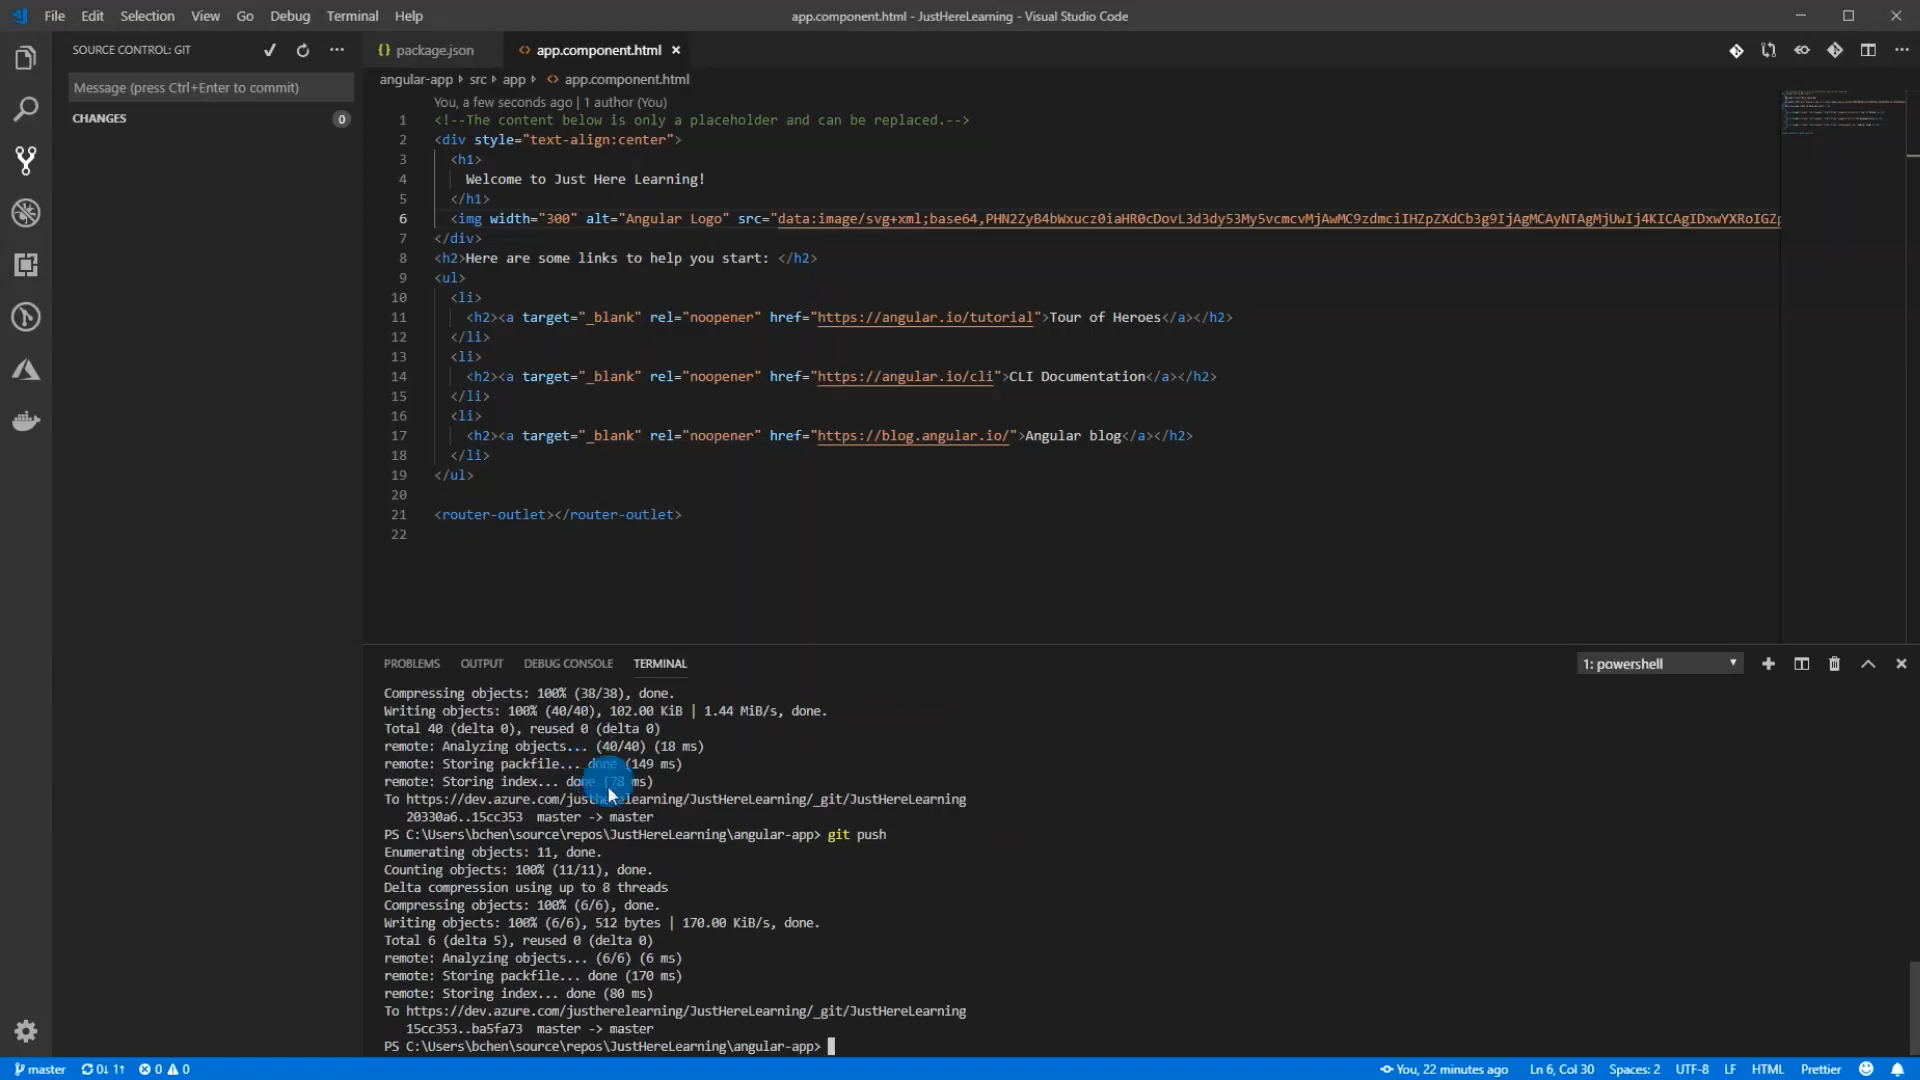 File Edit Selection View Go Debug Terminal Help
app.component.html - JustHereLearning - Visual Studio Code
SOURCE CONTROL: GIT
Message (press Ctrl+Enter to commit)
CHANGES 0
{} package.json
<> app.component.html
angular-app src app <> app.component.html
You, a few seconds ago | 1 author (You)
1 <!--The content below is only a placeholder and can be replaced.-->
2 <div style="text-align:center">
3 <h1>
4 Welcome to Just Here Learning!
5 </h1>
6 <img width="300" alt="Angular Logo" src="data:image/svg+xml;base64,
7 </div>
8 <h2>Here are some links to help you start: </h2>
9 <ul>
10 <li>
11 <h2><a target="_blank" rel="noopener" href="https://angular.io/tutorial">Tour of Heroes</a></h2>
12 </li>
13 <li>
14 <h2><a target="_blank" rel="noopener" href="https://angular.io/cli">CLI Documentation</a></h2>
15 </li>
16 <li>
17 <h2><a target="_blank" rel="noopener" href="https://blog.angular.io/">Angular blog</a></h2>
18 </li>
19 </ul>
20
21 <router-outlet></router-outlet>
22
PROBLEMS OUTPUT DEBUG CONSOLE TERMINAL
1: powershell
Compressing objects: 100% (38/38), done.
Writing objects: 100% (40/40), 102.00 KiB | 1.44 MiB/s, done.
Total 40 (delta 0), reused 0 (delta 0)
remote: Analyzing objects... (40/40) (18 ms)
remote: Storing packfile... done (149 ms)
remote: Storing index... done (78 ms)
To https://dev.azure.com/justherelearning/JustHereLearning/_git/JustHereLearning
20330a6..15cc353 master -> master
PS C:\Users\bchen\source\repos\JustHereLearning\angular-app> git push
Enumerating objects: 11, done.
Counting objects: 100% (11/11), done.
Delta compression using up to 8 threads
Compressing objects: 100% (6/6), done.
Writing objects: 100% (6/6), 512 bytes | 170.00 KiB/s, done.
Total 6 (delta 5), reused 0 (delta 0)
remote: Analyzing objects... (6/6) (6 ms)
remote: Storing packfile... done (170 ms)
remote: Storing index... done (80 ms)
To https://dev.azure.com/justherelearning/JustHereLearning/_git/JustHereLearning
15cc353..ba5fa73 master -> master
PS C:\Users\bchen\source\repos\JustHereLearning\angular-app>
master 0↓ 1↑ 0 0 You, 22 minutes ago Ln 6, Col 30 Spaces: 2 UTF-8 LF HTML Prettier